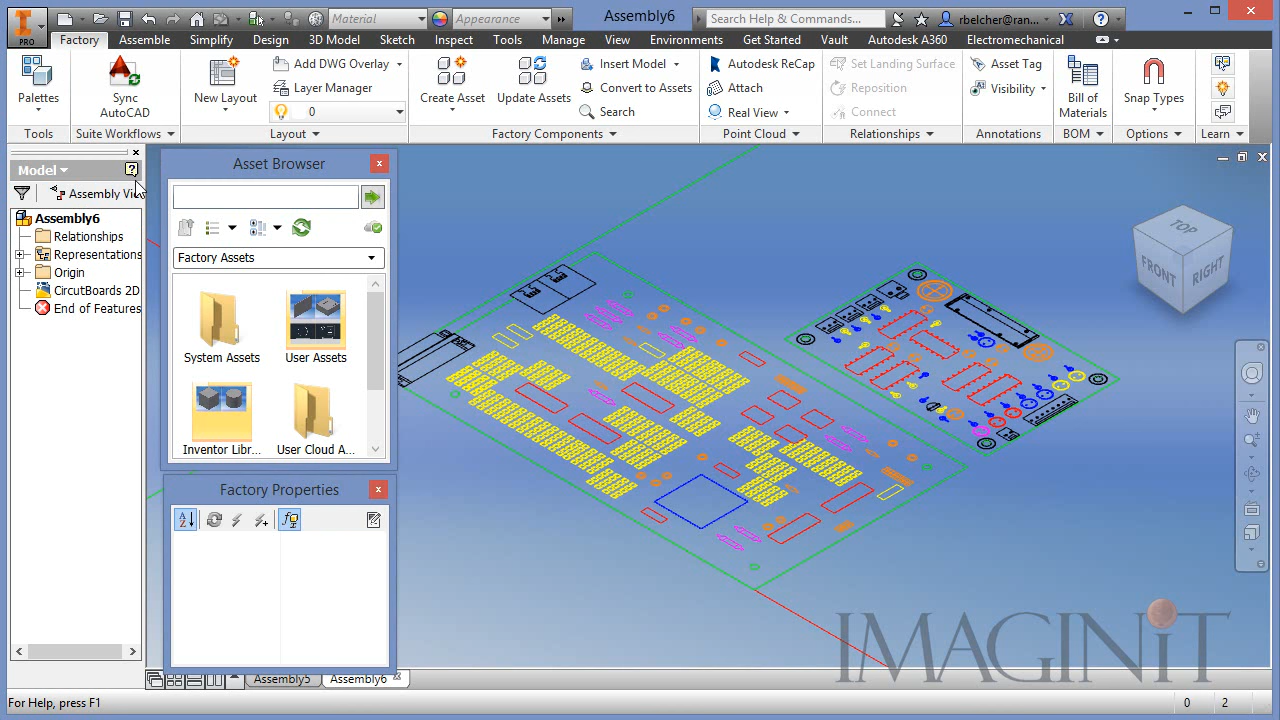 PRO
Material
Appearance
Assembly6
Search Help & Commands...
rbelcher@ran...
Factory Assemble Simplify Design 3D Model Sketch Inspect Tools Manage View Environments Get Started Vault Autodesk A360 Electromechanical
Palettes
Sync
AutoCAD
New Layout
Add DWG Overlay
Layer Manager
0
Create Asset
Update Assets
Insert Model
Convert to Assets
Search
Autodesk ReCap
Attach
Real View
Set Landing Surface
Reposition
Connect
Asset Tag
Visibility
Bill of
Materials
Snap Types
Tools Suite Workflows Layout Factory Components Point Cloud Relationships Annotations BOM Options Learn
Model
Assembly Vi
Assembly6
Relationships
Representations
Origin
CircutBoards 2D
End of Features
Asset Browser
Factory Assets
System Assets
User Assets
Inventor Libr...
User Cloud A...
Factory Properties
TOP
FRONT
RIGHT
IMAGINiT
Assembly5 Assembly6
For Help, press F1
0 2